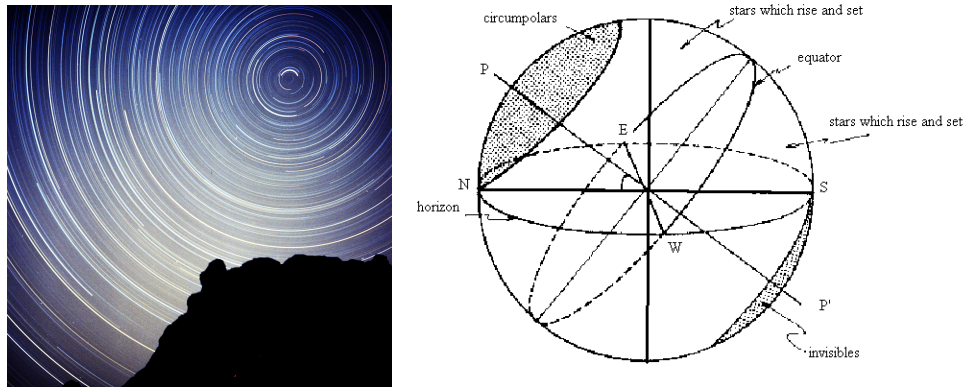 circumpolars
stars which rise and set
equator
P
stars which rise and set
E
N
S
horizon
W
P'
invisibles